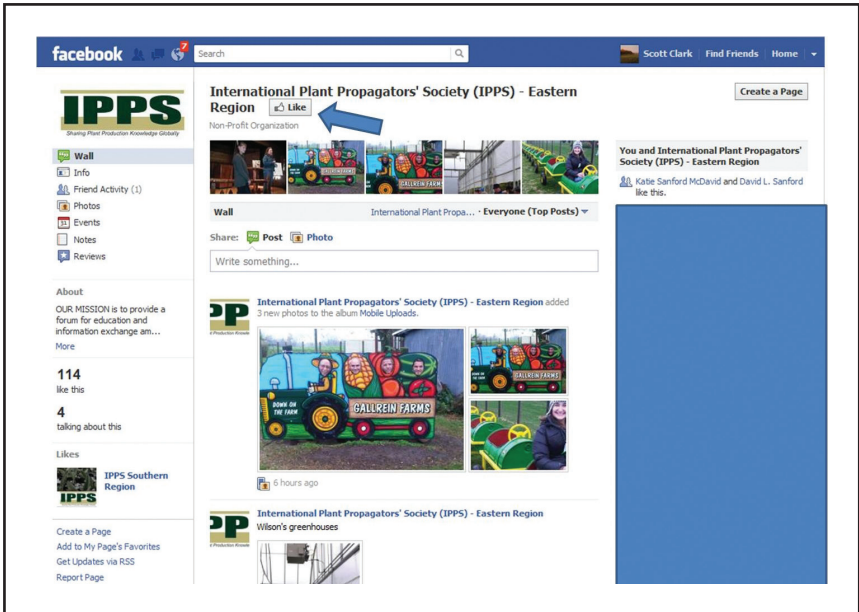 facebook
7
Search
Scott Clark
Find Friends
Home
IPPS
Sharing Plant Production Knowledge Globally
International Plant Propagators' Society (IPPS) - Eastern
Region
Like
Non-Profit Organization
Create a Page
Wall
Info
Friend Activity (1)
Photos
31
Events
Notes
Reviews
GALLREIN FARMS
GALLREIN FARMS
You and International Plant Propagators'
Society (IPPS) - Eastern Region
Katie Sanford McDavid and David L. Sanford
like this.
Wall
International Plant Propa... · Everyone (Top Posts)
Share:
Post
Photo
Write something...
About
OUR MISSION is to provide a
forum for education and
information exchange am...
More
114
like this
4
talking about this
Likes
IPPS
IPPS Southern
Region
Create a Page
Add to My Page's Favorites
Get Updates via RSS
Report Page
International Plant Propagators' Society (IPPS) - Eastern Region added
3 new photos to the album Mobile Uploads.
DOWN ON
THE FARM
GALLREIN FARMS
GALLREIN FARMS
6 hours ago
International Plant Propagators' Society (IPPS) - Eastern Region
Wilson's greenhouses